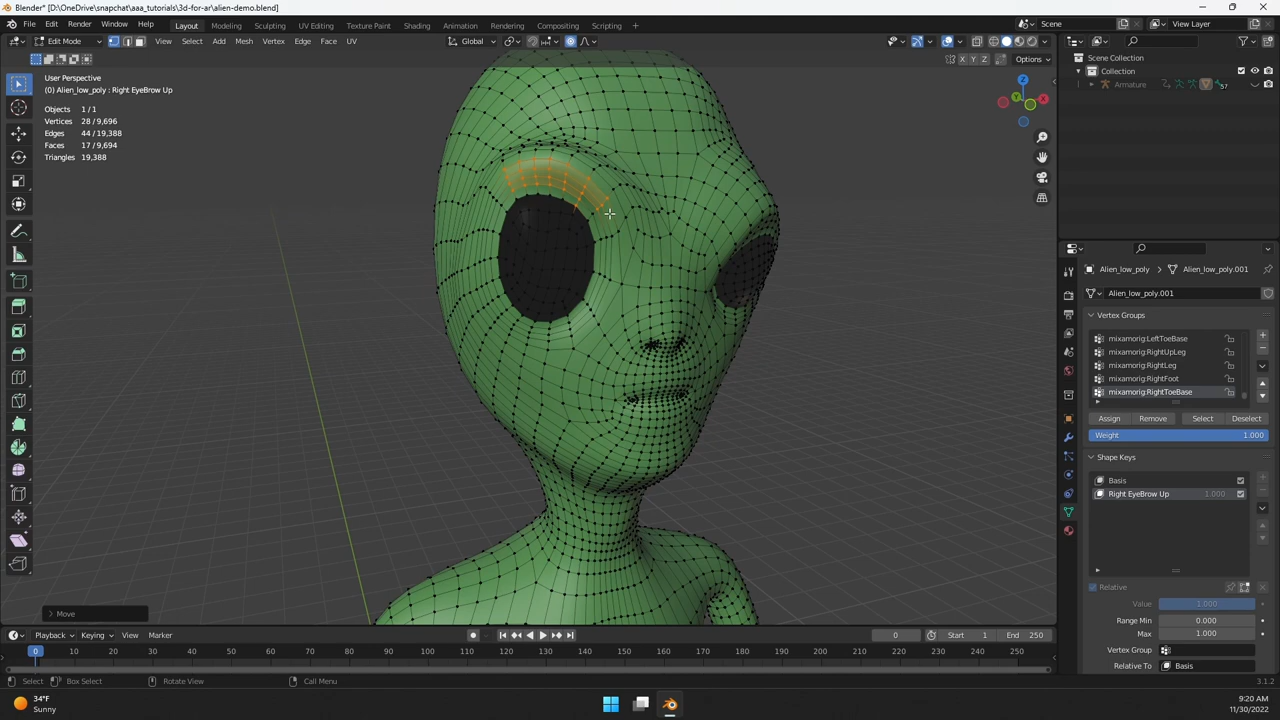 Blender* [D:\OneDrive\snapchat\aaa_tutorials\3d-for-ar\alien-demo.blend]
File Edit Render Window Help Layout Modeling Sculpting UV Editing Texture Paint Shading Animation Rendering Compositing Scripting + Scene View Layer
Edit Mode View Select Add Mesh Vertex Edge Face UV Global
X Y Z Options
User Perspective
(0) Alien_low_poly : Right EyeBrow Up
Objects 1 / 1
Vertices 28 / 9,696
Edges 44 / 19,388
Faces 17 / 9,694
Triangles 19,388
Z
Y
X
Scene Collection
Collection
Armature 57
Alien_low_poly > Alien_low_poly.001
Alien_low_poly.001
Vertex Groups
mixamorig:LeftToeBase
mixamorig:RightUpLeg
mixamorig:RightLeg
mixamorig:RightFoot
mixamorig:RightToeBase
Assign Remove Select Deselect
Weight 1.000
Shape Keys
Basis
Right EyeBrow Up 1.000
Relative
Value 1.000
Range Min 0.000
Max 1.000
Vertex Group
Relative To Basis
> Move
Playback Keying View Marker 0 Start 1 End 250
0 10 20 30 40 50 60 70 80 90 100 110 120 130 140 150 160 170 180 190 200 210 220 230 240 250
Select Box Select Rotate View Call Menu 3.1.2
34°F
Sunny
9:20 AM
11/30/2022